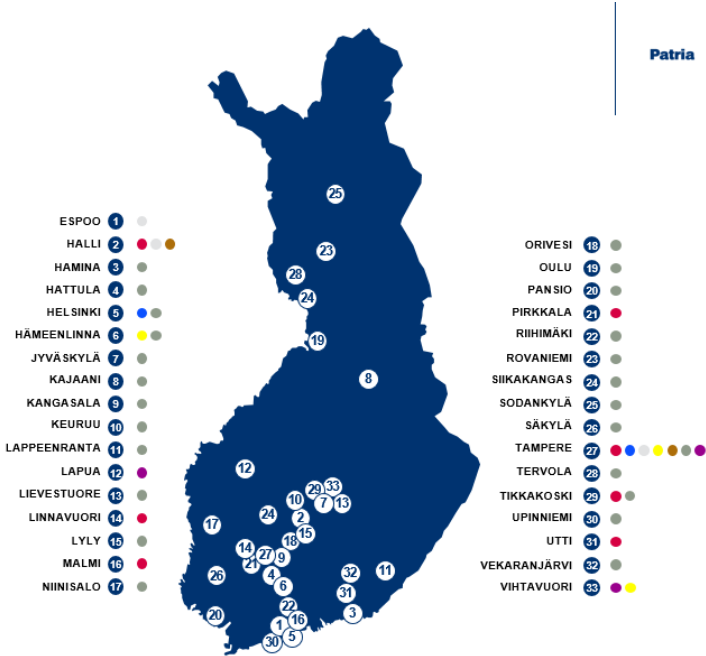 Patria
ESPOO 1
HALLI 2
HAMINA 3
HATTULA 4
HELSINKI 5
HÄMEENLINNA 6
JYVÄSKYLÄ 7
KAJAANI 8
KANGASALA 9
KEURUU 10
LAPPEENRANTA 11
LAPUA 12
LIEVESTUORE 13
LINNAVUORI 14
LYLY 15
MALMI 16
NIINISALO 17
25
23
28
24
19
8
12
29 33
10 7 13
24 2
17
15
18
14 27 9
21
26 4 32 11
6 31
22
20 16 3
1
30 5
ORIVESI 18
OULU 19
PANSIO 20
PIRKKALA 21
RIIHIMÄKI 22
ROVANIEMI 23
SIIKAKANGAS 24
SODANKYLÄ 25
SÄKYLÄ 26
TAMPERE 27
TERVOLA 28
TIKKAKOSKI 29
UPINNIEMI 30
UTTI 31
VEKARANJÄRVI 32
VIHTAVUORI 33